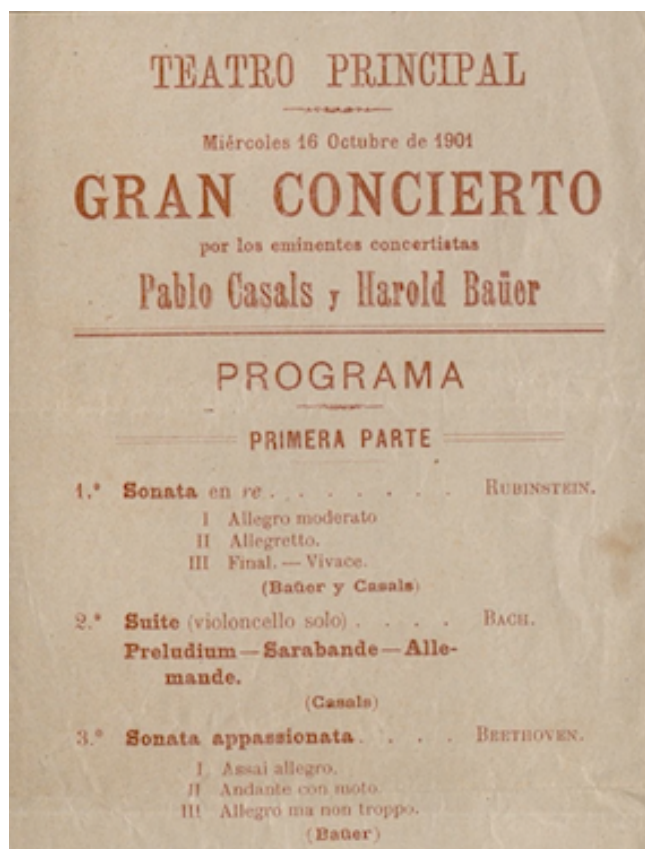 TEATRO PRINCIPAL
Miércoles 16 Octubre de 1901
GRAN CONCIERTO
por los eminentes concertistas
Pablo Casals y Harold Baüer
PROGRAMA
PRIMERA PARTE
1.º Sonata en re . . . . . . . . RUBINSTEIN.
I Allegro moderato
II Allegretto.
III Final. — Vivace.
(Baüer y Casals)
2.º Suite (violoncello solo) . . . . BACH.
Preludium — Sarabande — Alle-
mande.
(Casals)
3.º Sonata appassionata . . . . BEETHOVEN.
I Assai allegro.
II Andante con moto.
III Allegro ma non troppo.
(Baüer)